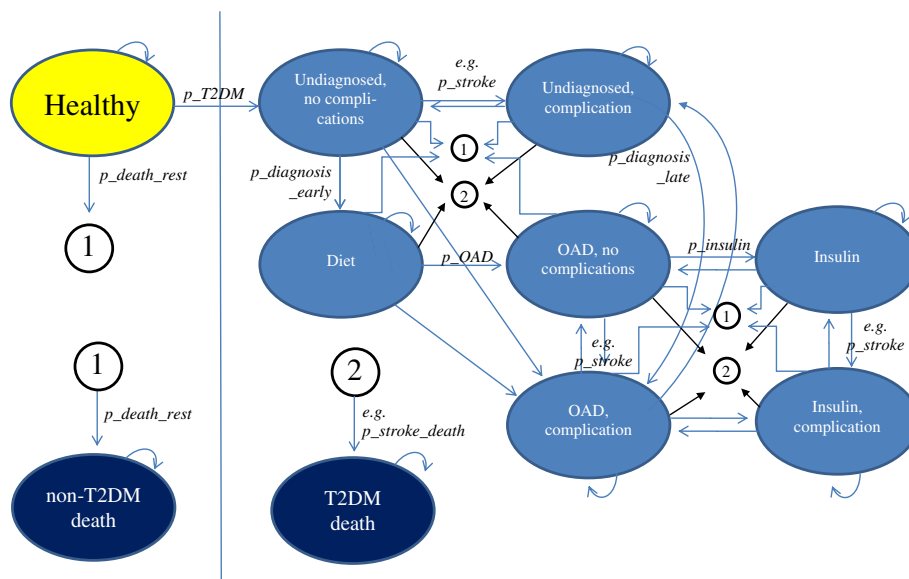 Healthy
p_T2DM
Undiagnosed,
no compli-
cations
e.g.
p_stroke
Undiagnosed,
complication
p_death_rest
1
1
2
p_diagnosis
_early
p_diagnosis
_late
Diet
p_OAD
OAD, no
complications
p_insulin
Insulin
1
2
e.g.
p_stroke
e.g.
p_stroke
1
p_death_rest
2
e.g.
p_stroke_death
OAD,
complication
Insulin,
complication
non-T2DM
death
T2DM
death